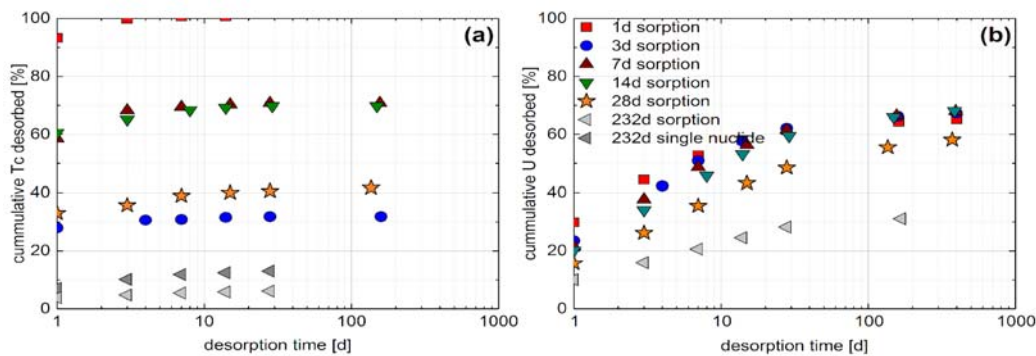 100
80
60
40
20
0
cummulative Tc desorbed [%]
(a)
1
10
100
1000
desorption time [d]
100
80
60
40
20
0
cummulative U desorbed [%]
(b)
1d sorption
3d sorption
7d sorption
14d sorption
28d sorption
232d sorption
232d single nuclide
1
10
100
1000
desorption time [d]